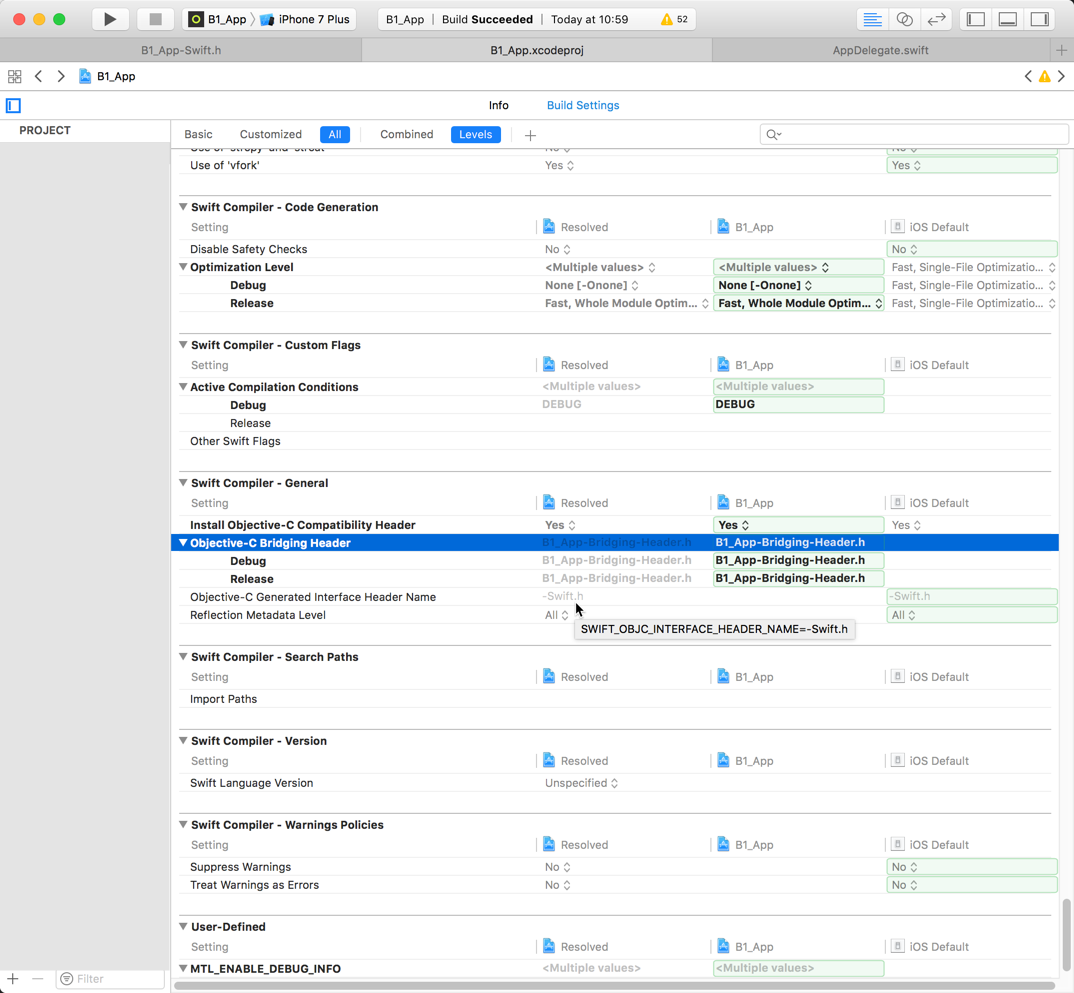 B1_App iPhone 7 Plus B1_App | Build Succeeded | Today at 10:59 52
B1_App-Swift.h B1_App.xcodeproj AppDelegate.swift
B1_App
Info Build Settings
PROJECT Basic Customized All Combined Levels
Use of 'vfork' Yes Yes
Swift Compiler - Code Generation
Setting Resolved B1_App iOS Default
Disable Safety Checks No No
Optimization Level <Multiple values> <Multiple values> Fast, Single-File Optimizatio...
Debug None [-Onone] None [-Onone] Fast, Single-File Optimizatio...
Release Fast, Whole Module Optim... Fast, Whole Module Optim... Fast, Single-File Optimizatio...
Swift Compiler - Custom Flags
Setting Resolved B1_App iOS Default
Active Compilation Conditions <Multiple values> <Multiple values>
Debug DEBUG DEBUG
Release
Other Swift Flags
Swift Compiler - General
Setting Resolved B1_App iOS Default
Install Objective-C Compatibility Header Yes Yes Yes
Objective-C Bridging Header B1_App-Bridging-Header.h B1_App-Bridging-Header.h
Debug B1_App-Bridging-Header.h B1_App-Bridging-Header.h
Release B1_App-Bridging-Header.h B1_App-Bridging-Header.h
Objective-C Generated Interface Header Name -Swift.h -Swift.h
Reflection Metadata Level All All
SWIFT_OBJC_INTERFACE_HEADER_NAME=-Swift.h
Swift Compiler - Search Paths
Setting Resolved B1_App iOS Default
Import Paths
Swift Compiler - Version
Setting Resolved B1_App iOS Default
Swift Language Version Unspecified
Swift Compiler - Warnings Policies
Setting Resolved B1_App iOS Default
Suppress Warnings No No
Treat Warnings as Errors No No
User-Defined
Setting Resolved B1_App iOS Default
MTL_ENABLE_DEBUG_INFO <Multiple values> <Multiple values>
Filter